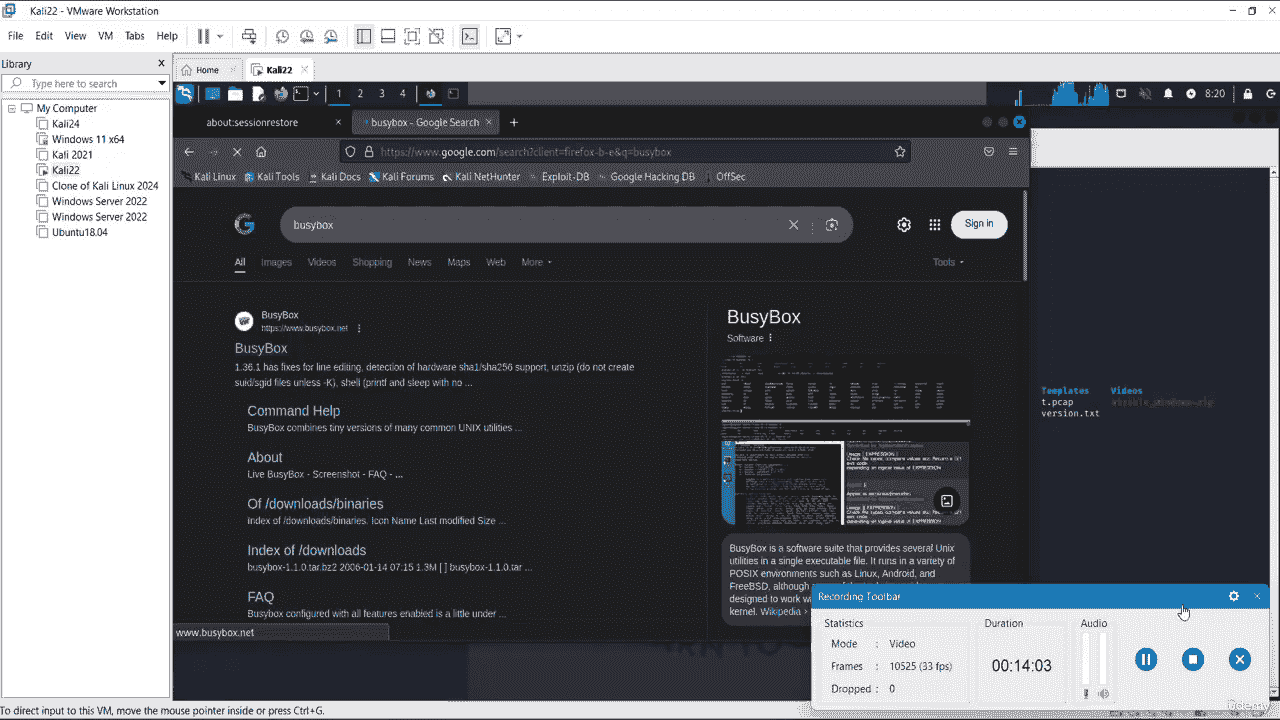 Kali22 - VMware Workstation
File Edit View VM Tabs Help
Library X
Type here to search
Home
Kali22
My Computer
Kali24
Windows 11 x64
Kali 2021
Kali22
Clone of Kali Linux 2024
Windows Server 2022
Windows Server 2022
Ubuntu18.04
1 2 3 4
8:20
about:sessionrestore
busybox - Google Search
https://www.google.com/search?client=firefox-b-e&q=busybox
Kali Linux Kali Tools Kali Docs Kali Forums Kali NetHunter Exploit-DB Google Hacking DB OffSec
busybox
Sign in
All Images Videos Shopping News Maps Web More
Tools
BusyBox
https://www.busybox.net
BusyBox
1.36.1 has fixes for line editing, detection of hardware sha1/sha256 support, unzip (do not create
suid/sgid files unless -K), shell (printf and sleep with no ...
Command Help
BusyBox combines tiny versions of many common UNIX utilities ...
About
Live BusyBox - Screenshot - FAQ - ...
Of /downloads/binaries
Index of /downloads/binaries. Icon Name Last modified Size ...
Index of /downloads
busybox-1.1.0.tar.bz2 2006-01-14 07:15 1.3M [ ] busybox-1.1.0.tar ...
FAQ
Busybox configured with all features enabled is a little under ...
www.busybox.net
BusyBox
Software
BusyBox is a software suite that provides several Unix
utilities in a single executable file. It runs in a variety of
POSIX environments such as Linux, Android, and
FreeBSD, although
designed to work
kernel. Wikipedia ›
Templates Videos
t.pcap
version.txt
Recording Toolbar
Statistics
Mode : Video
Frames : 10525 (33 fps)
Dropped : 0
Duration
00:14:03
Audio
To direct input to this VM, move the mouse pointer inside or press Ctrl+G.
Udemy